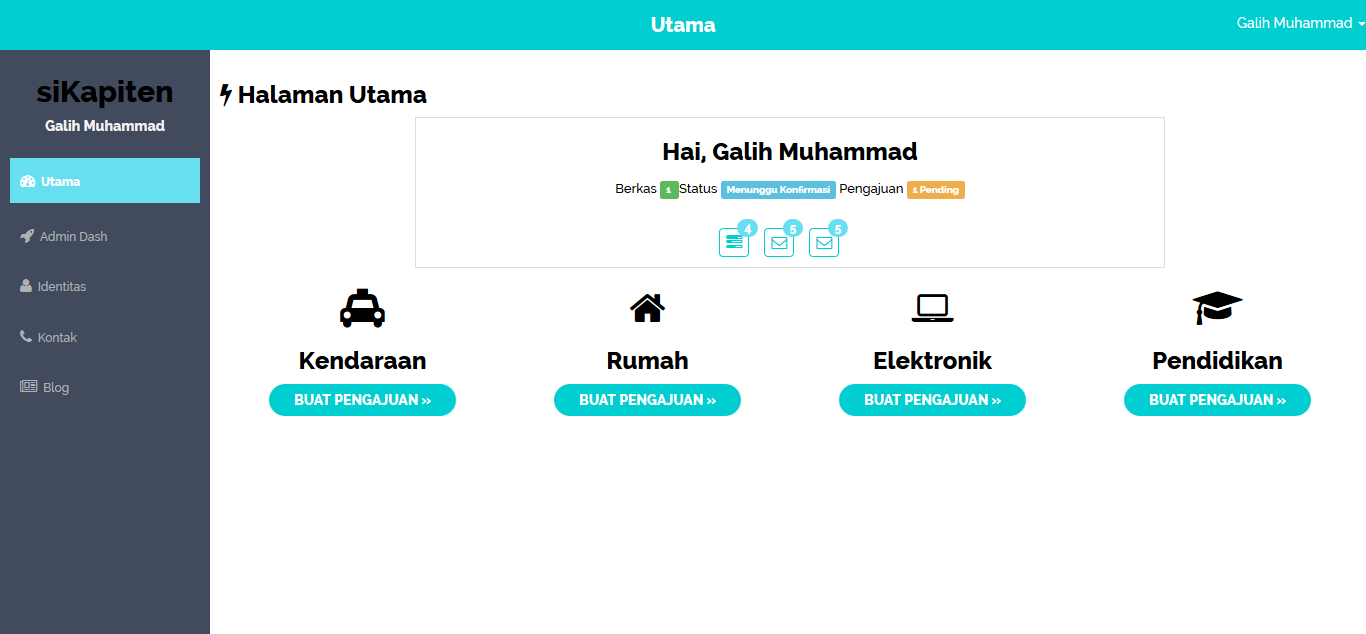 Utama
Galih Muhammad
siKapiten
Galih Muhammad
Utama
Admin Dash
Identitas
Kontak
Blog
Halaman Utama
Hai, Galih Muhammad
Berkas 1 Status Menunggu Konfirmasi Pengajuan 1 Pending
4 5 5
Kendaraan Rumah Elektronik Pendidikan
BUAT PENGAJUAN » BUAT PENGAJUAN » BUAT PENGAJUAN » BUAT PENGAJUAN »